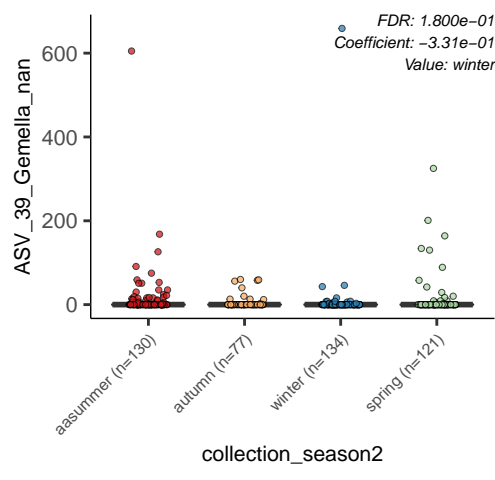 FDR: 1.800e−01
Coefficient: −3.31e−01
Value: winter
ASV_39_Gemella_nan
600
400
200
0
aasummer (n=130)
autumn (n=77)
winter (n=134)
spring (n=121)
collection_season2